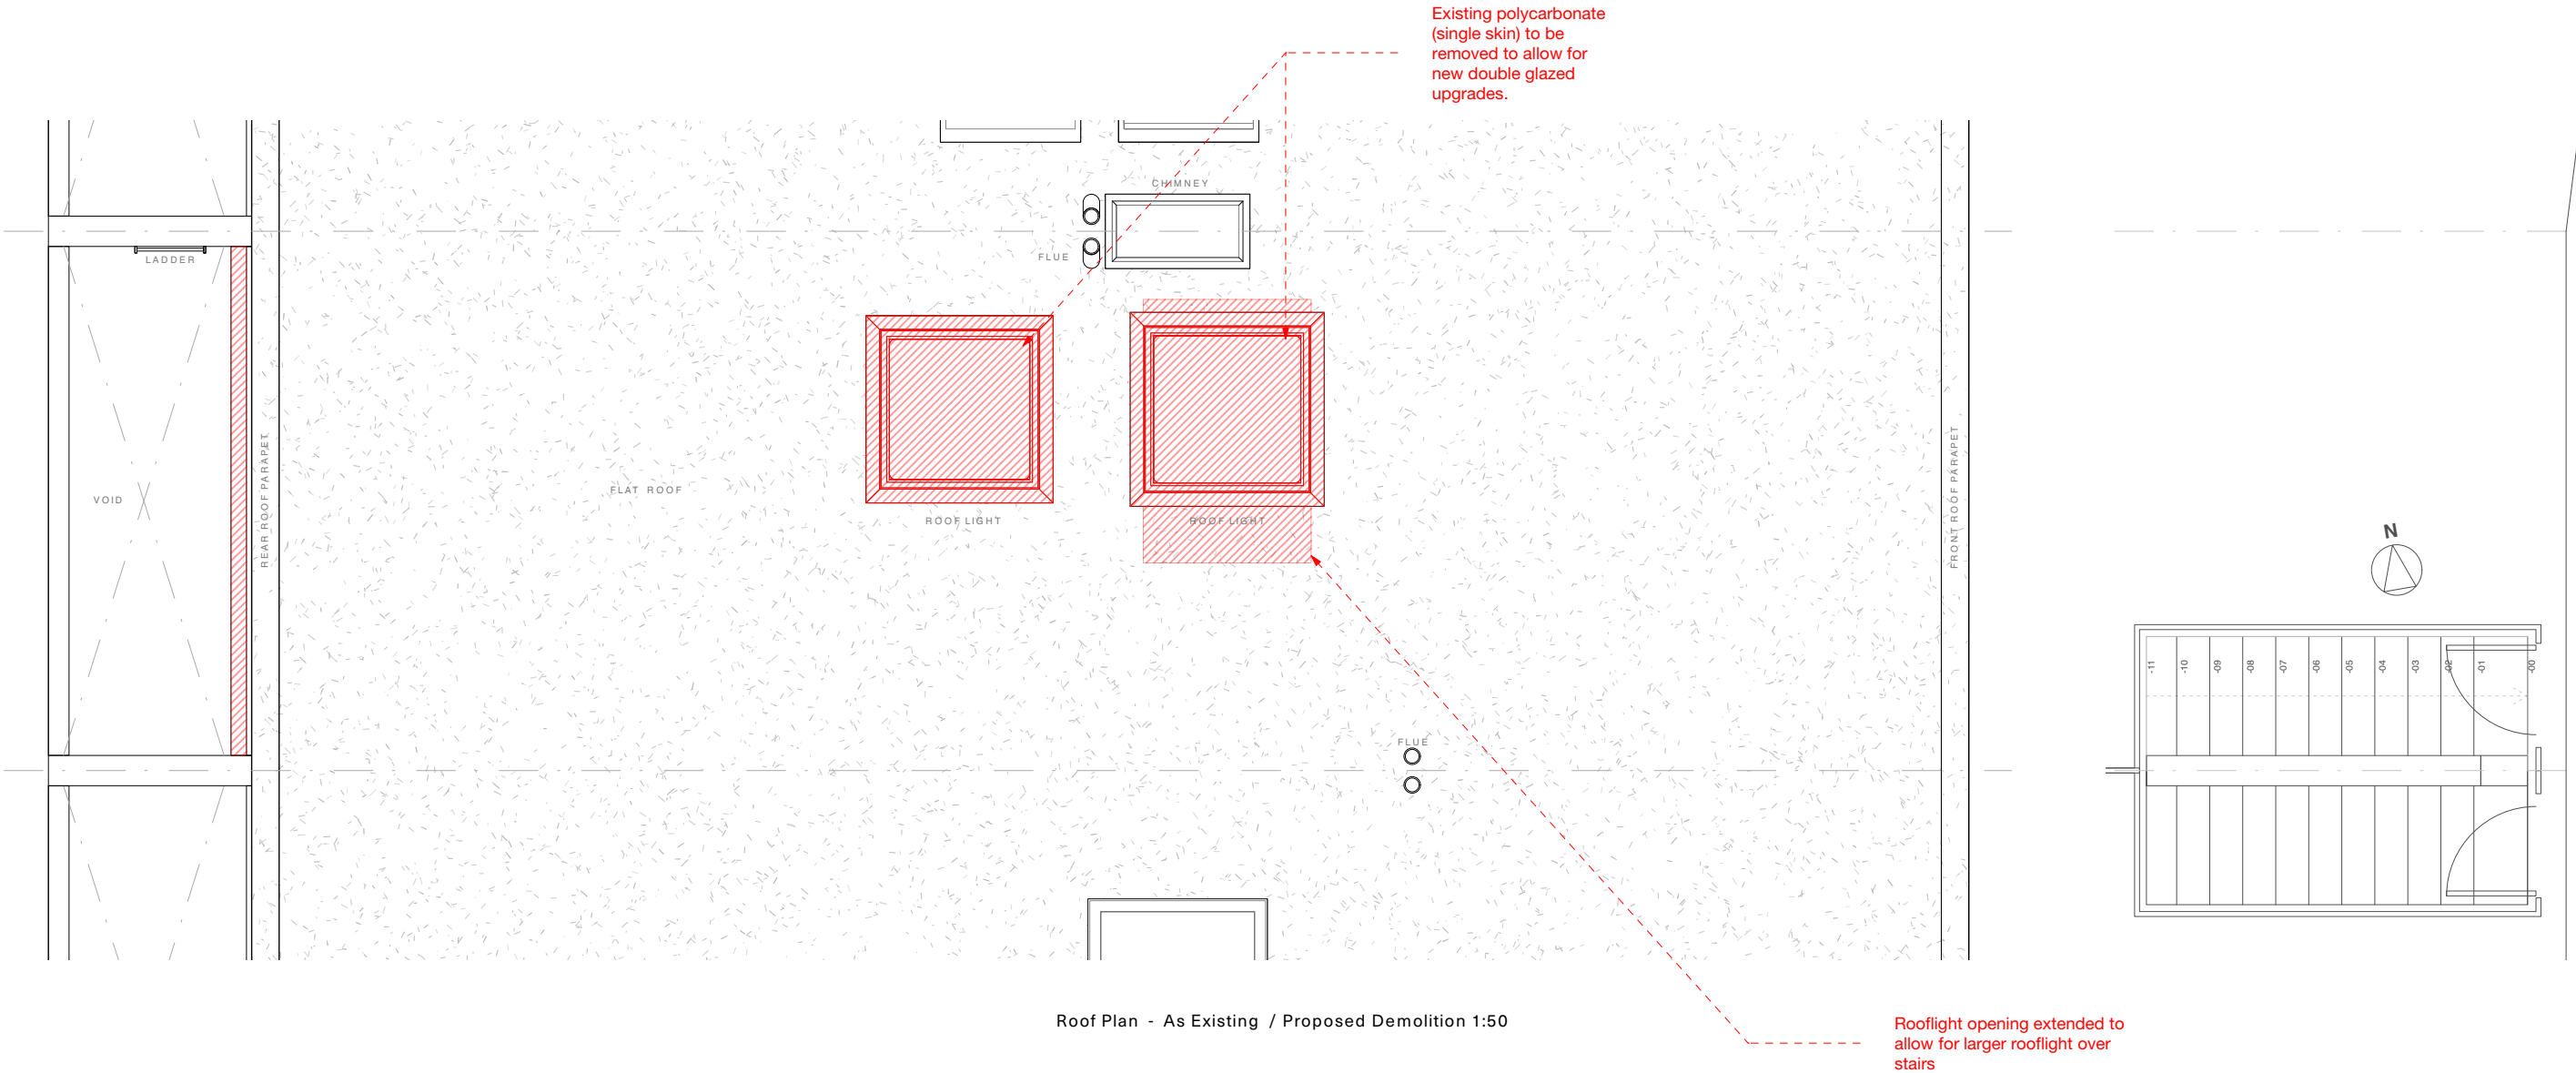 Existing polycarbonate
(single skin) to be
removed to allow for
new double glazed
upgrades.
CHIMNEY
FLUE
LADDER
VOID
REAR ROOF PARAPET
FLAT ROOF
ROOF LIGHT
ROOF LIGHT
FRONT ROOF PARAPET
N
-11
-10
-09
-08
-07
-06
-05
-04
-03
-02
-01
-00
FLUE
Roof Plan - As Existing / Proposed Demolition 1:50
Rooflight opening extended to
allow for larger rooflight over
stairs